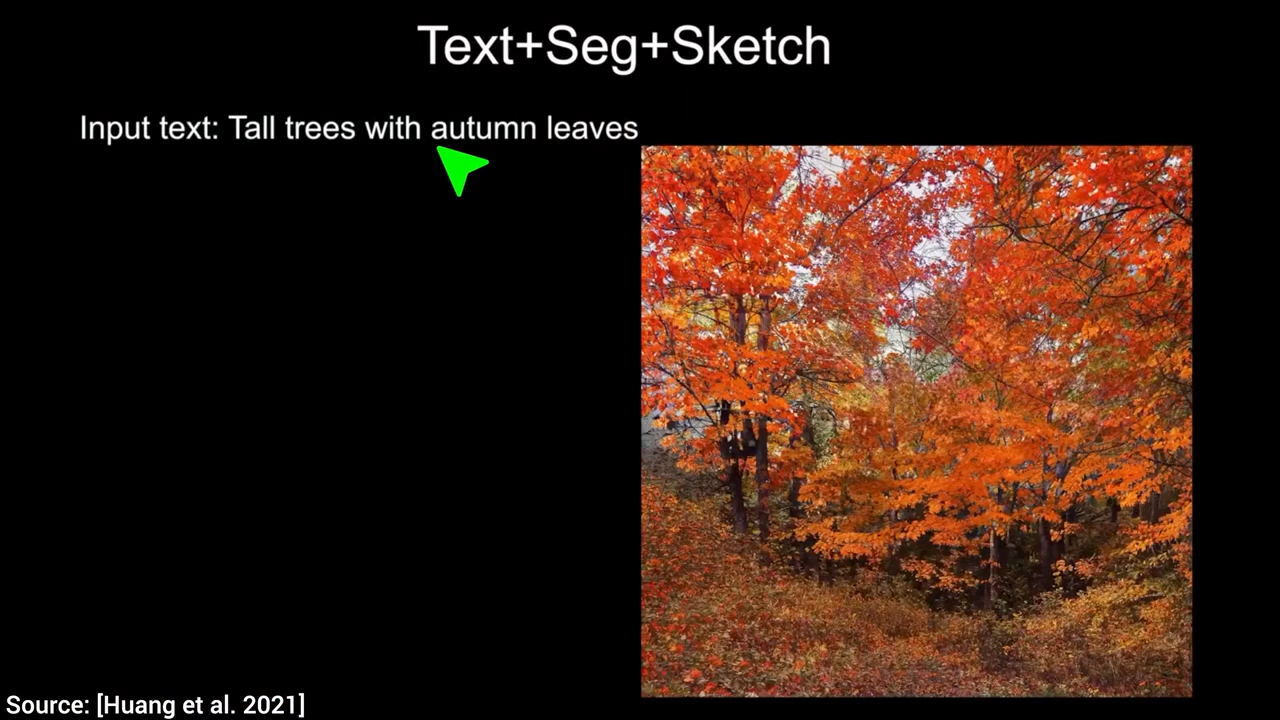 Text+Seg+Sketch
Input text: Tall trees with autumn leaves
Source: [Huang et al. 2021]